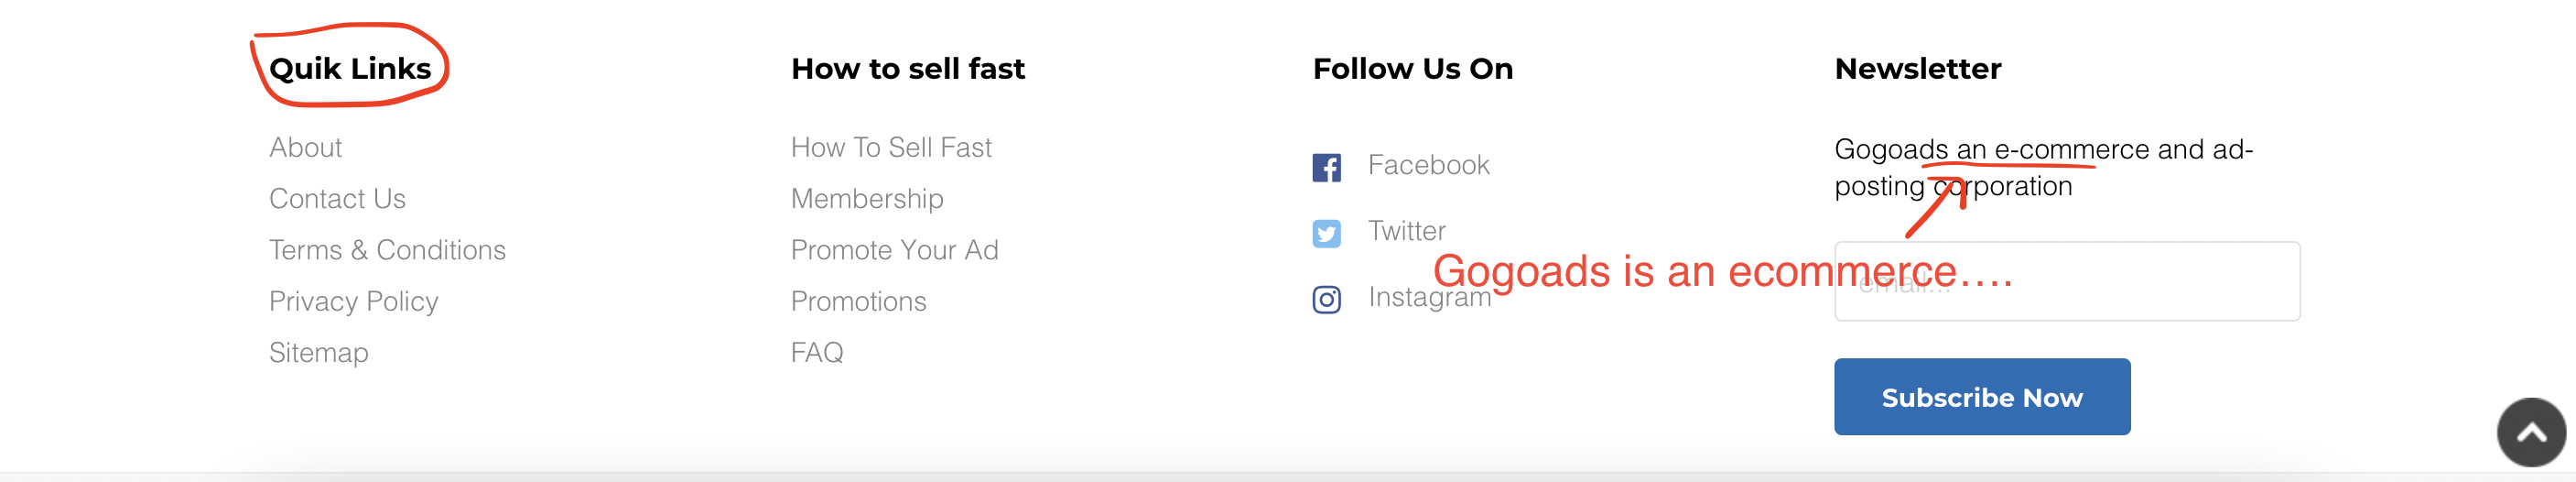 Quik Links
About
Contact Us
Terms & Conditions
Privacy Policy
Sitemap
How to sell fast
How To Sell Fast
Membership
Promote Your Ad
Promotions
FAQ
Follow Us On
Facebook
Twitter
Instagram
Newsletter
Gogoads an e-commerce and ad-
posting corporation
Gogoads is an ecommerce....
email...
Subscribe Now